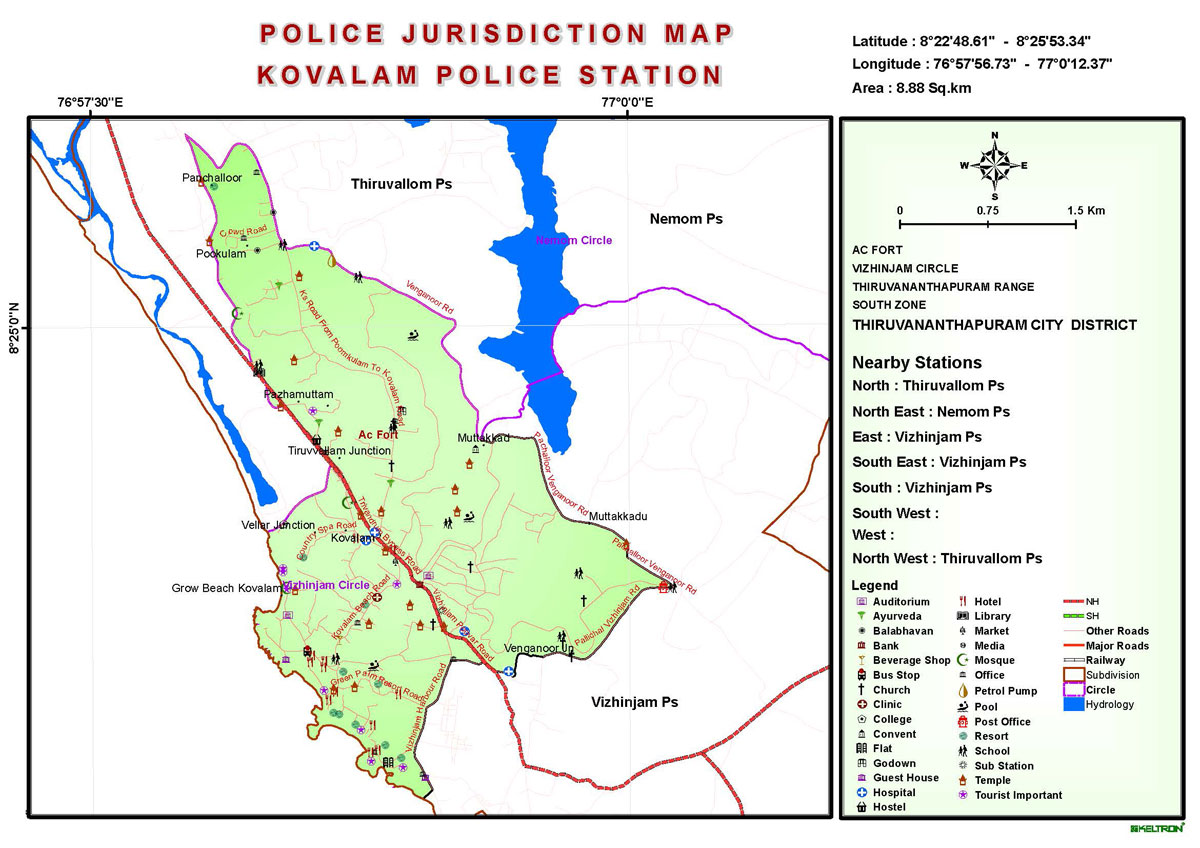 POLICE JURISDICTION MAP
KOVALAM POLICE STATION
Latitude : 8°22'48.61" - 8°25'53.34"
Longitude : 76°57'56.73" - 77°0'12.37"
Area : 8.88 Sq.km
76°57'30"E
77°0'0"E
8°25'0"N
Panchalloor
Thiruvallom Ps
Nemom Ps
Nemom Circle
Pookulam
Venganoor Rd
Ks Road From Poomkulam To Kovalam Road
Pazhamuttam
Ac Fort
Tiruvvallam Junction
Muttakkad
Pachalloor Venganoor Rd
Muttakkadu
Vellar Junction
Country Spa Road
Kovalam
Trivandrum Bypass Road
Pachalloor Venganoor Rd
Grow Beach Kovalam
Vizhinjam Circle
Kovalam Beach Road
Pallichal Vizhinjam Rd
Venganoor Jn
Green Palm Resort Road
Vizhinjam Harbour Road
Vizhinjam Ps
N
W
E
S
0
0.75
1.5 Km
AC FORT
VIZHINJAM CIRCLE
THIRUVANANTHAPURAM RANGE
SOUTH ZONE
THIRUVANANTHAPURAM CITY DISTRICT
Nearby Stations
North : Thiruvallom Ps
North East : Nemom Ps
East : Vizhinjam Ps
South East : Vizhinjam Ps
South : Vizhinjam Ps
South West :
West :
North West : Thiruvallom Ps
Legend
Auditorium
Ayurveda
Balabhavan
Bank
Beverage Shop
Bus Stop
Church
Clinic
College
Convent
Flat
Godown
Guest House
Hospital
Hostel
Hotel
Library
Market
Media
Mosque
Office
Petrol Pump
Pool
Post Office
Resort
School
Sub Station
Temple
Tourist Important
NH
SH
Other Roads
Major Roads
Railway
Subdivision
Circle
Hydrology
KELTRON